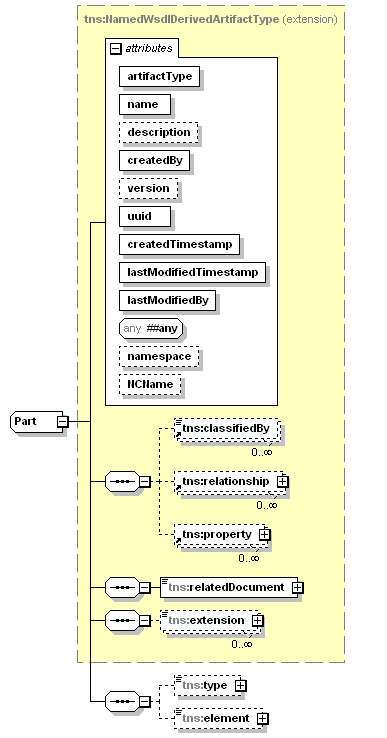 tns:NamedWsdlDerivedArtifactType (extension)
attributes
artifactType
name
description
createdBy
version
uuid
createdTimestamp
lastModifiedTimestamp
lastModifiedBy
any ##any
namespace
NCName
Part
tns:classifiedBy
0..∞
tns:relationship
0..∞
tns:property
0..∞
tns:relatedDocument
tns:extension
0..∞
tns:type
tns:element